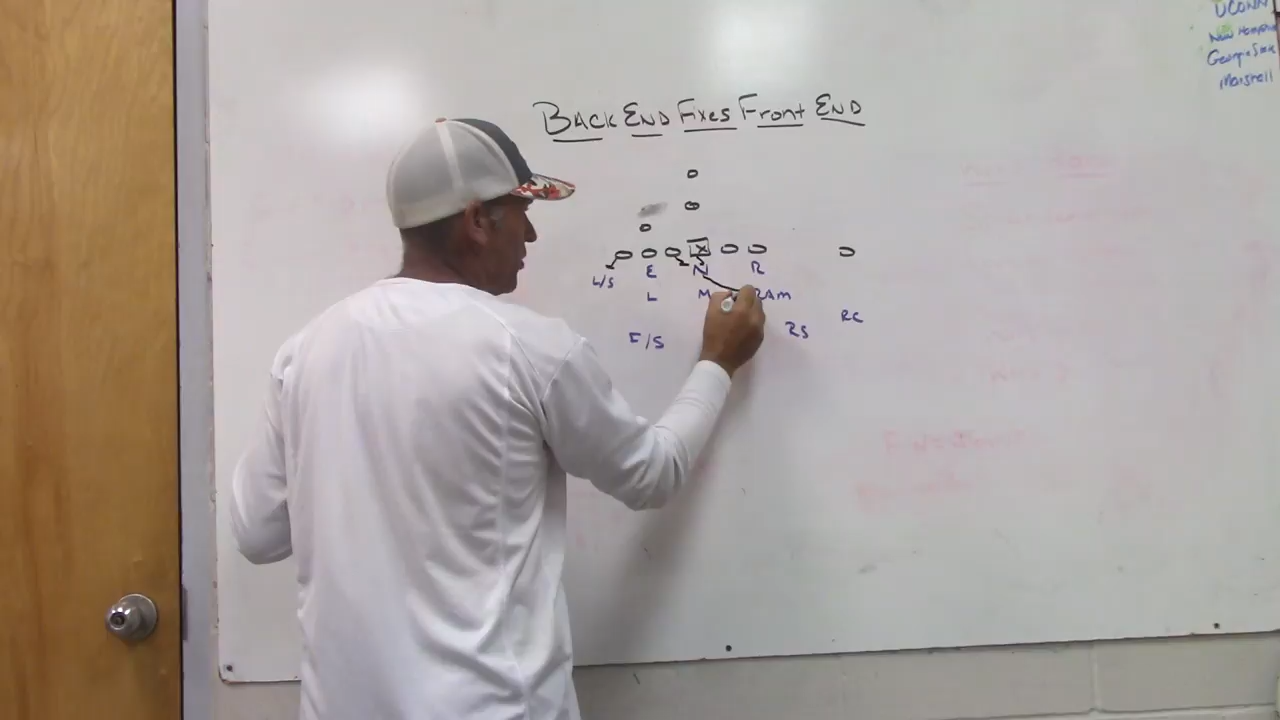 UCONN
New Hampshire
Georgia State
Marshall
BACK END Fixes Front END
X
L/S E N R
L M RAM
F/S RS RC